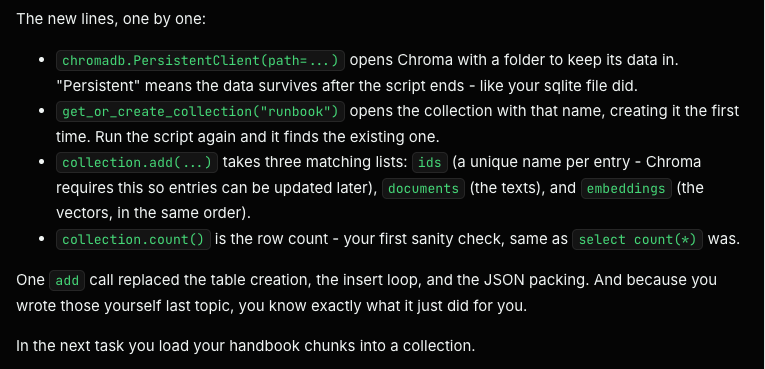 The new lines, one by one:
• chromadb.PersistentClient(path=...) opens Chroma with a folder to keep its data in.
"Persistent" means the data survives after the script ends - like your sqlite file did.
• get_or_create_collection("runbook") opens the collection with that name, creating it the first
time. Run the script again and it finds the existing one.
• collection.add(...) takes three matching lists: ids (a unique name per entry - Chroma
requires this so entries can be updated later), documents (the texts), and embeddings (the
vectors, in the same order).
• collection.count() is the row count - your first sanity check, same as select count(*) was.
One add call replaced the table creation, the insert loop, and the JSON packing. And because you
wrote those yourself last topic, you know exactly what it just did for you.
In the next task you load your handbook chunks into a collection.